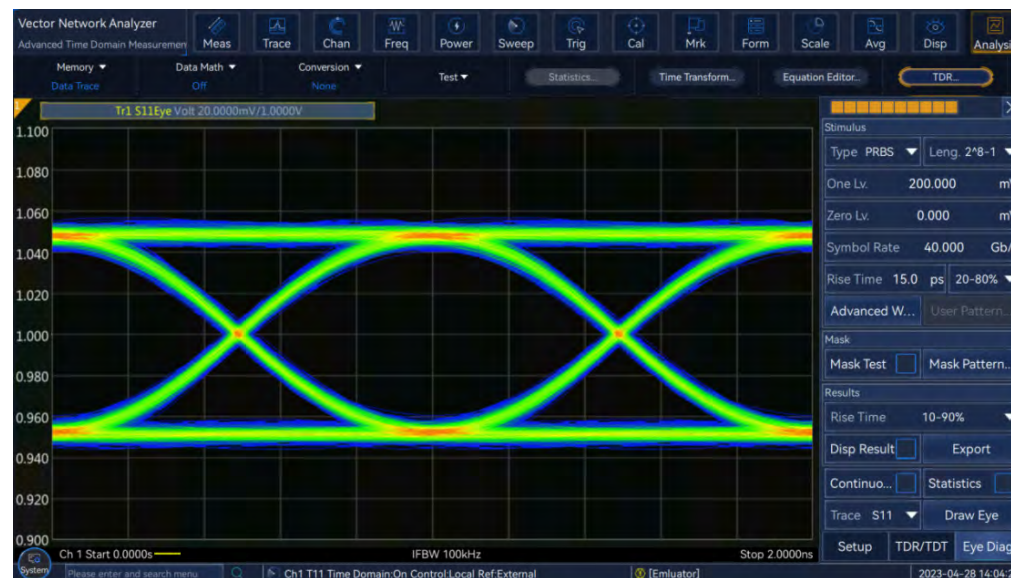 Vector Network Analyzer
Advanced Time Domain Measuremen
Meas Trace Chan Freq Power Sweep Trig Cal Mrk Form Scale Avg Disp Analysi
Memory Data Math Conversion Test Statistics... Time Transform... Equation Editor... TDR...
Data Trace Off None
1
Tr1 S11Eye Volt 20.0000mV/1.0000V
1.100
1.080
1.060
1.040
1.020
1.000
0.980
0.960
0.940
0.920
0.900
Ch 1 Start 0.0000s IFBW 100kHz Stop 2.0000ns
Stimulus
Type PRBS Leng. 2^8-1
One Lv. 200.000 m
Zero Lv. 0.000 m
Symbol Rate 40.000 Gb/
Rise Time 15.0 ps 20-80%
Advanced W... User Pattern...
Mask
Mask Test Mask Pattern...
Results
Rise Time 10-90%
Disp Result Export
Continuo... Statistics
Trace S11 Draw Eye
Setup TDR/TDT Eye Diag
System Please enter and search menu Ch1 T11 Time Domain:On Control:Local Ref:External [Emluator] 2023-04-28 14:04:2